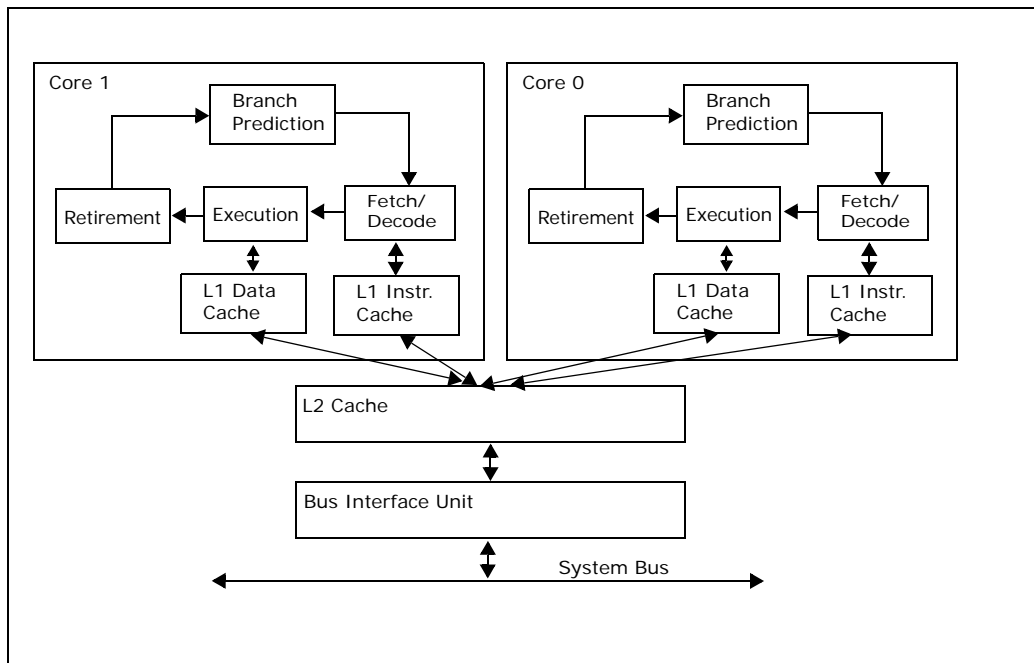 Core 1
Branch
Prediction
Retirement
Execution
Fetch/
Decode
L1 Data
Cache
L1 Instr.
Cache
Core 0
Branch
Prediction
Retirement
Execution
Fetch/
Decode
L1 Data
Cache
L1 Instr.
Cache
L2 Cache
Bus Interface Unit
System Bus